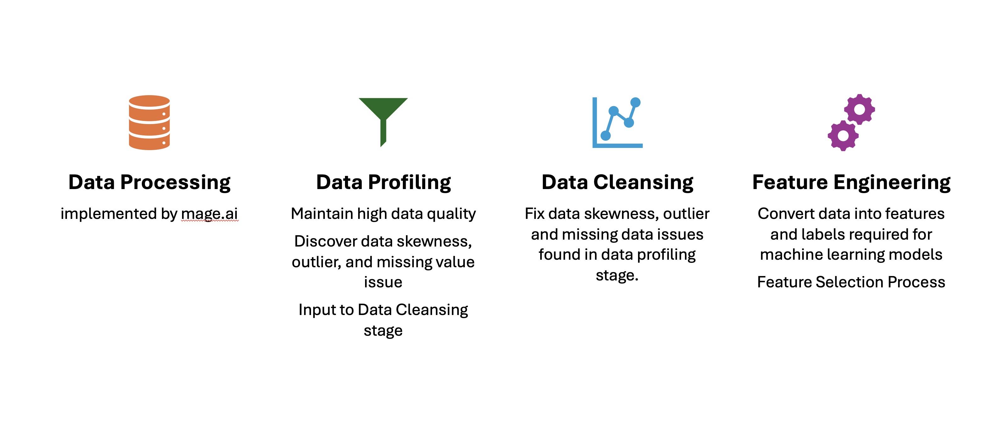 Data Processing
implemented by mage.ai
Data Profiling
Maintain high data quality
Discover data skewness,
outlier, and missing value
issue
Input to Data Cleansing
stage
Data Cleansing
Fix data skewness, outlier
and missing data issues
found in data profiling
stage.
Feature Engineering
Convert data into features
and labels required for
machine learning models
Feature Selection Process